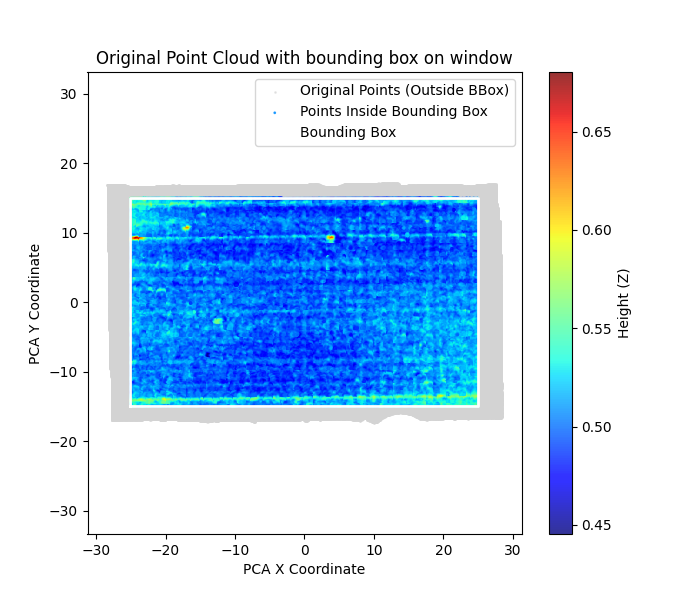 Original Point Cloud with bounding box on window
Original Points (Outside BBox)
Points Inside Bounding Box
Bounding Box
30
20
10
0
−10
−20
−30
PCA Y Coordinate
−30
−20
−10
0
10
20
30
PCA X Coordinate
0.65
0.60
0.55
0.50
0.45
Height (Z)